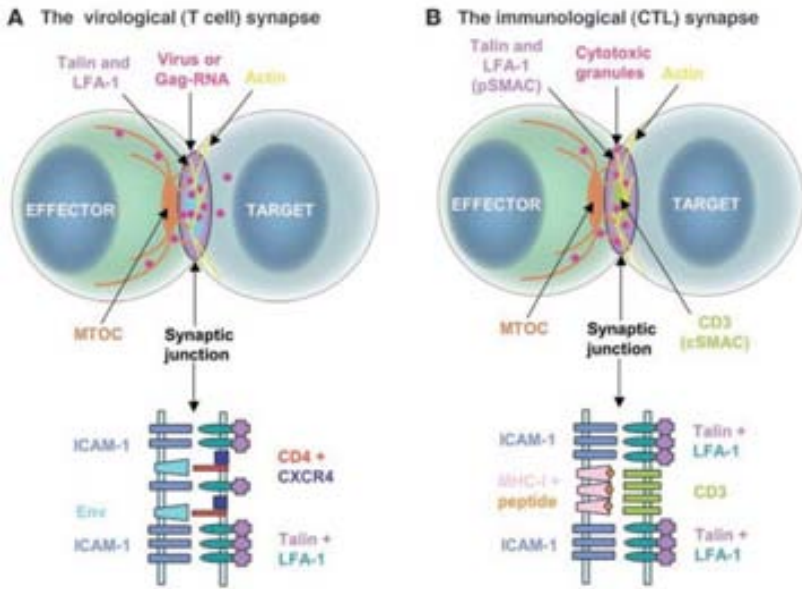 A The virological (T cell) synapse
Talin and
LFA-1
Virus or
Gag-RNA
Actin
EFFECTOR
TARGET
MTOC
Synaptic
junction
ICAM-1
CD4 +
CXCR4
Env
ICAM-1
Talin +
LFA-1
B The immunological (CTL) synapse
Talin and
LFA-1
(pSMAC)
Cytotoxic
granules
Actin
EFFECTOR
TARGET
MTOC
Synaptic
junction
CD3
(cSMAC)
ICAM-1
Talin +
LFA-1
MHC-I +
peptide
CD3
ICAM-1
Talin +
LFA-1